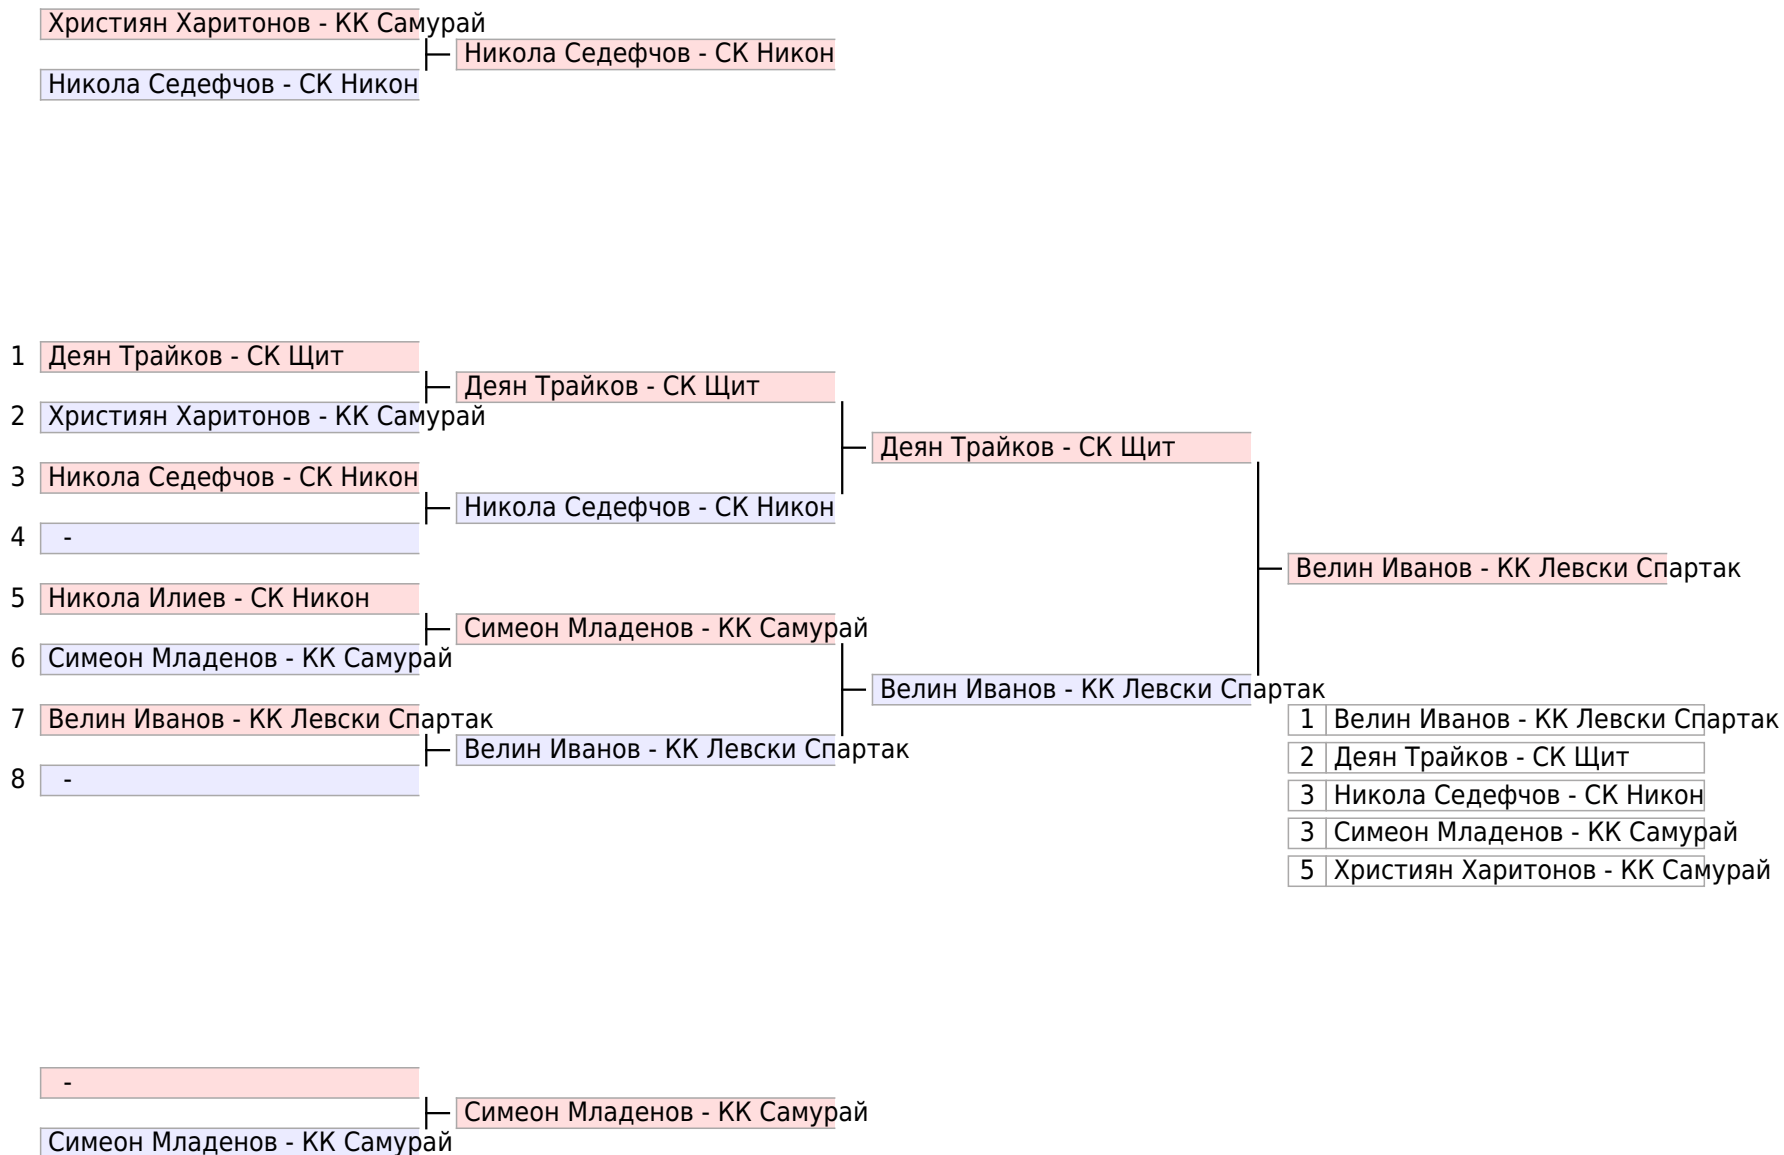 Християн Харитонов - КК Самурай
Никола Седефчов - СК Никон
Никола Седефчов - СК Никон
1 Деян Трайков - СК Щит
Деян Трайков - СК Щит
2 Християн Харитонов - КК Самурай
Деян Трайков - СК Щит
3 Никола Седефчов - СК Никон
Никола Седефчов - СК Никон
4 -
Велин Иванов - КК Левски Спартак
5 Никола Илиев - СК Никон
Симеон Младенов - КК Самурай
6 Симеон Младенов - КК Самурай
Велин Иванов - КК Левски Спартак
7 Велин Иванов - КК Левски Спартак
Велин Иванов - КК Левски Спартак
8 -
1 Велин Иванов - КК Левски Спартак
2 Деян Трайков - СК Щит
3 Никола Седефчов - СК Никон
3 Симеон Младенов - КК Самурай
5 Християн Харитонов - КК Самурай
-
Симеон Младенов - КК Самурай
Симеон Младенов - КК Самурай